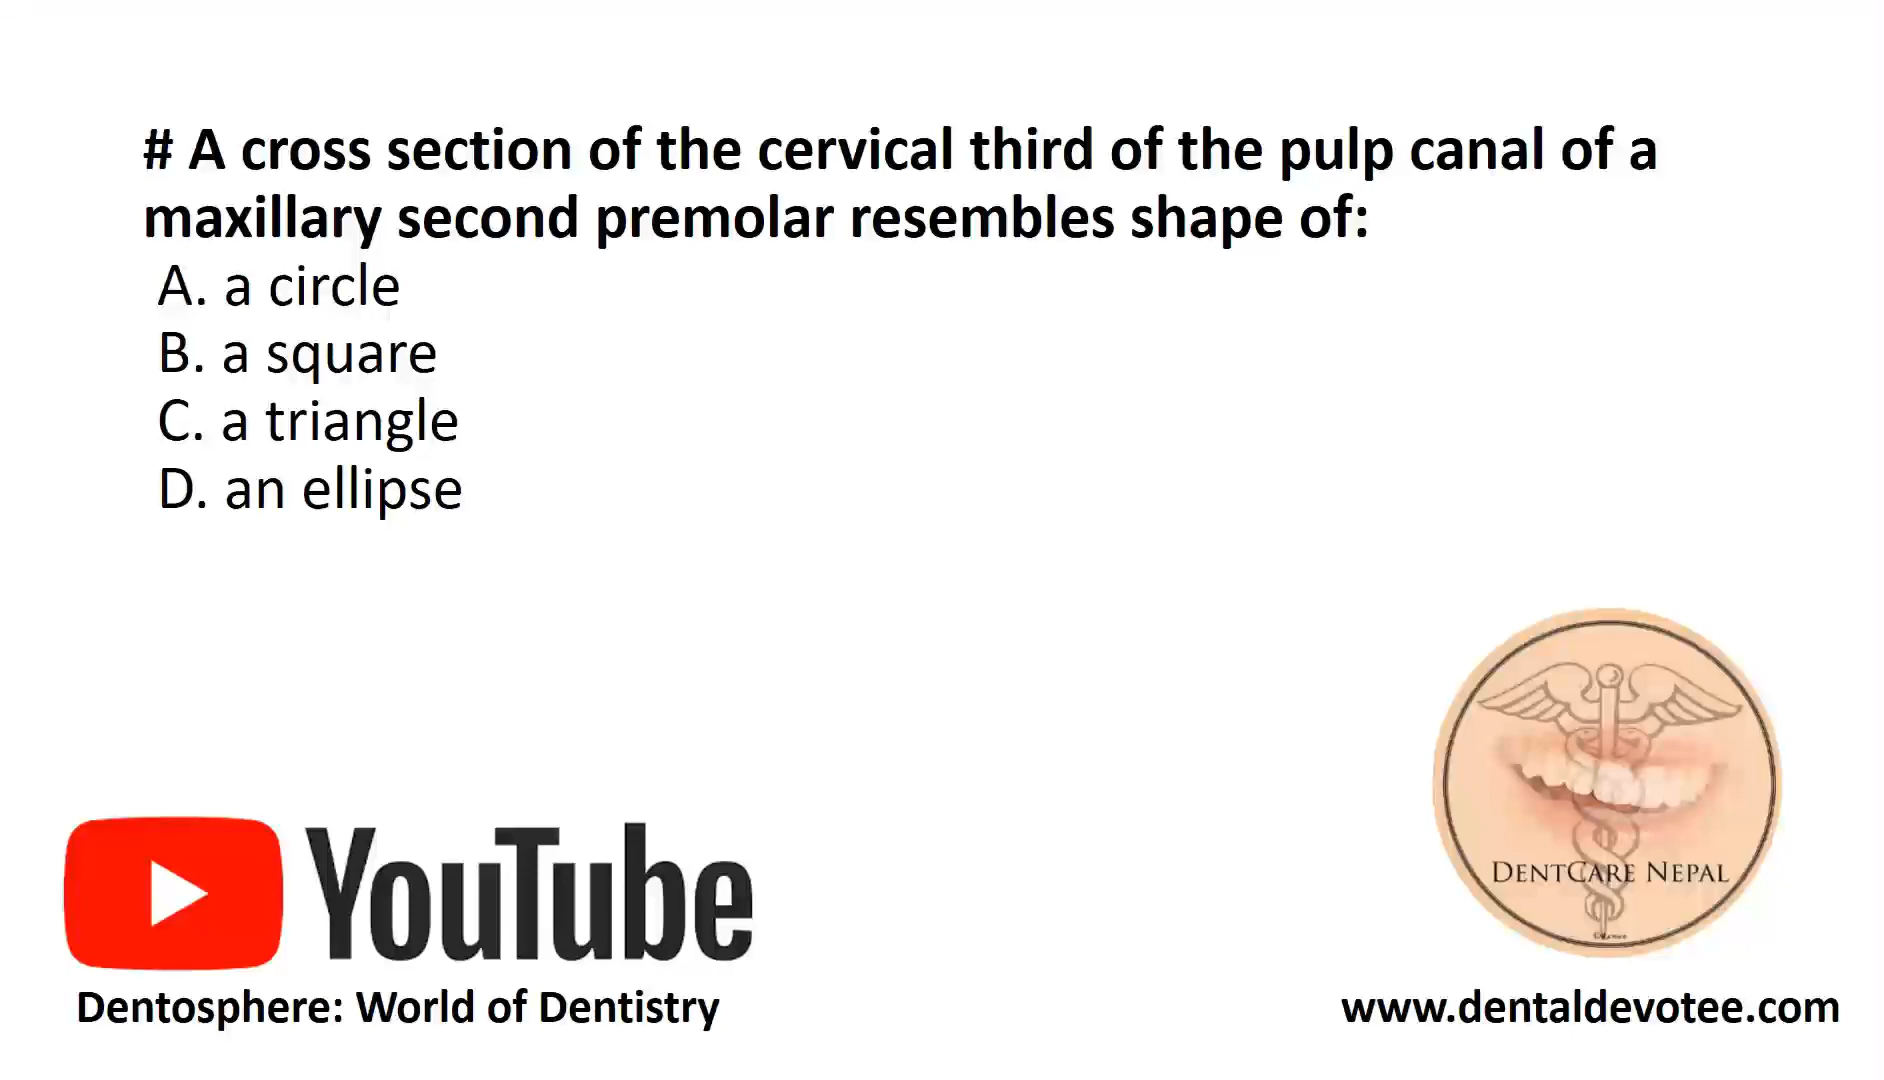 # A cross section of the cervical third of the pulp canal of a
maxillary second premolar resembles shape of:
A. a circle
B. a square
C. a triangle
D. an ellipse
DentCare Nepal
YouTube
Dentosphere: World of Dentistry
www.dentaldevotee.com